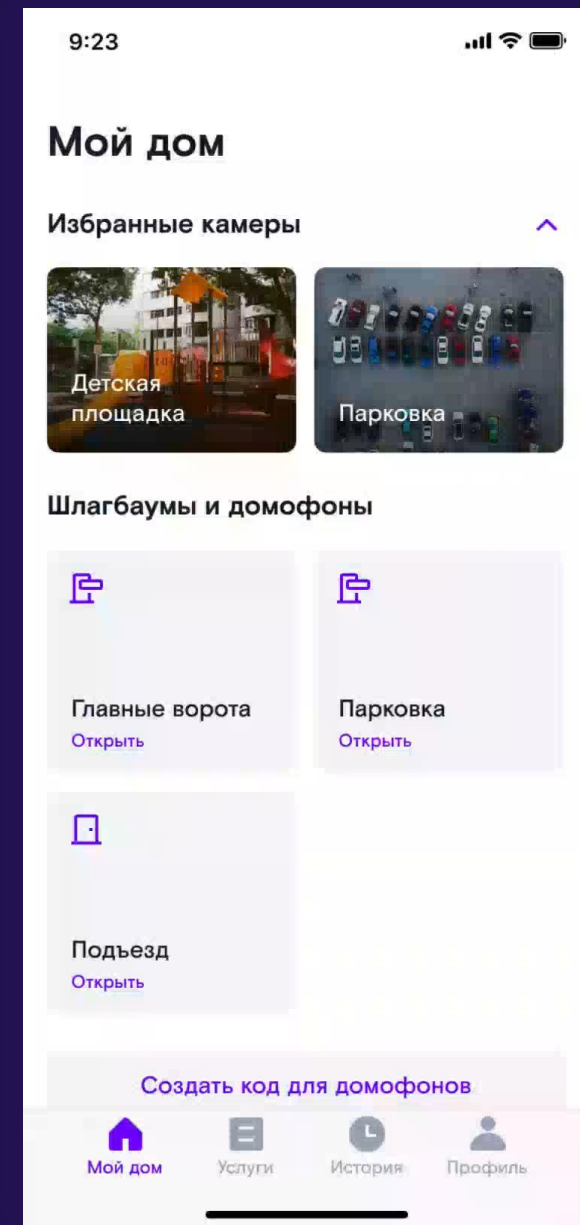 9:23
Мой дом
Избранные камеры
Детская
площадка
Парковка
Шлагбаумы и домофоны
Главные ворота
Открыть
Парковка
Открыть
Подъезд
Открыть
Создать код для домофонов
Мой дом
Услуги
История
Профиль